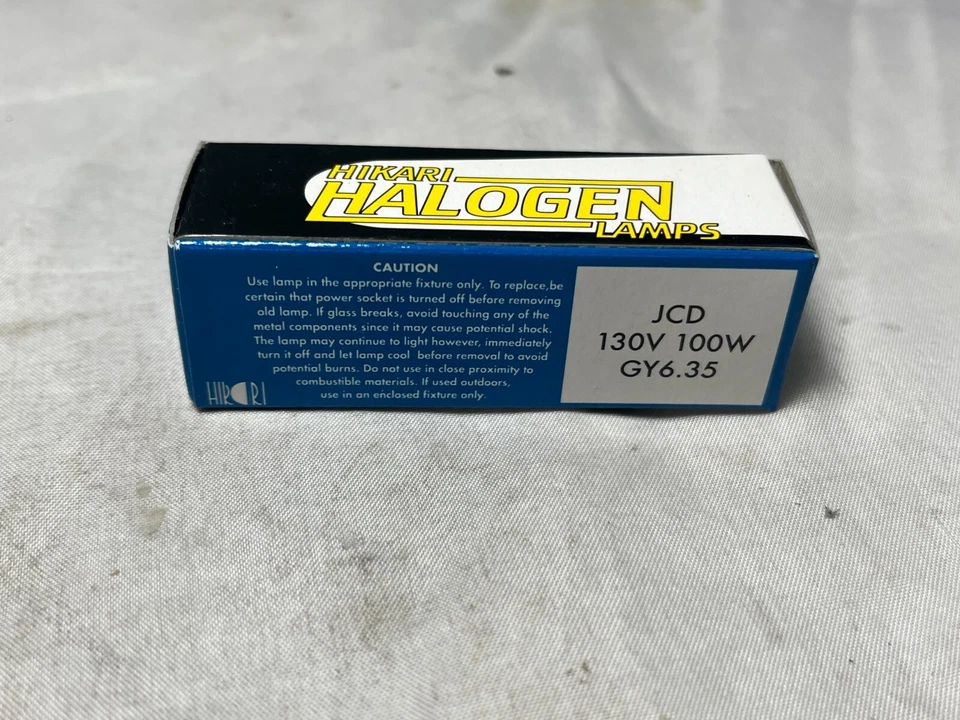 HIKARI
HALOGEN
LAMPS
CAUTION
Use lamp in the appropriate fixture only. To replace,be
certain that power socket is turned off before removing
old lamp. If glass breaks, avoid touching any of the
metal components since it may cause potential shock.
The lamp may continue to light however, immediately
turn it off and let lamp cool before removal to avoid
potential burns. Do not use in close proximity to
combustible materials. If used outdoors,
use in an enclosed fixture only.
HIKARI
JCD
130V 100W
GY6.35